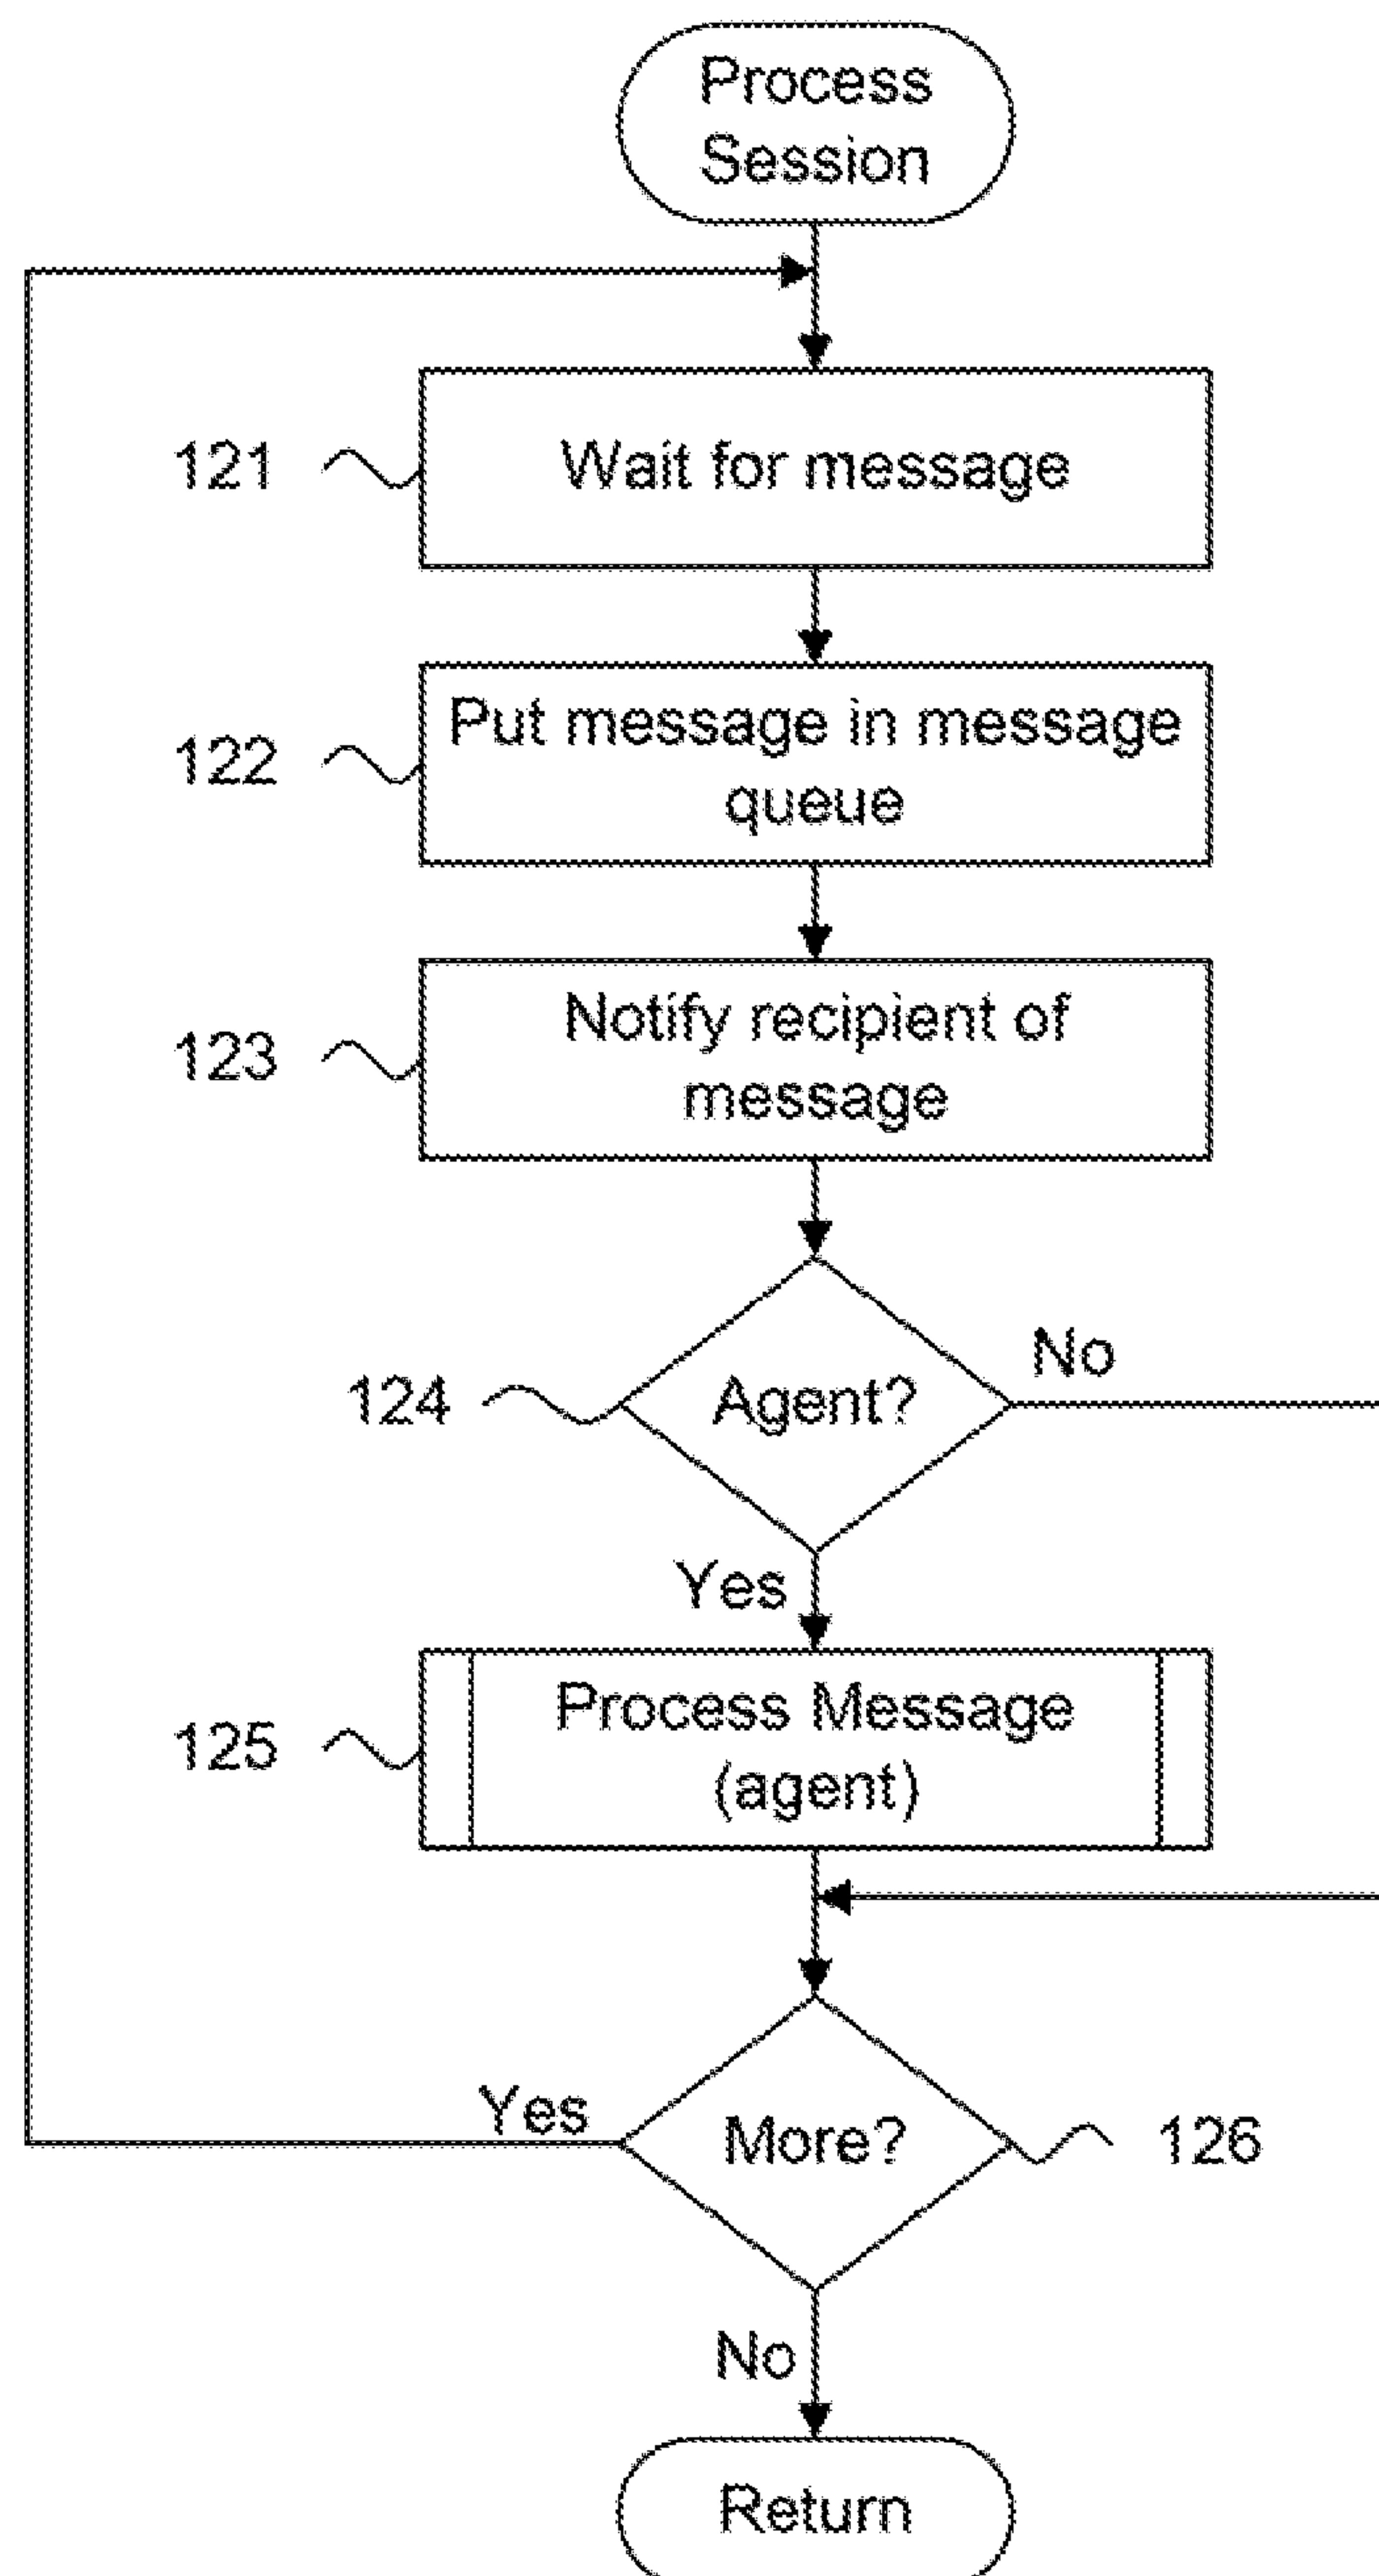 Process
Session
121
Wait for message
122
Put message in message
queue
123
Notify recipient of
message
124
Agent?
No
Yes
125
Process Message
(agent)
Yes
More?
126
No
Return